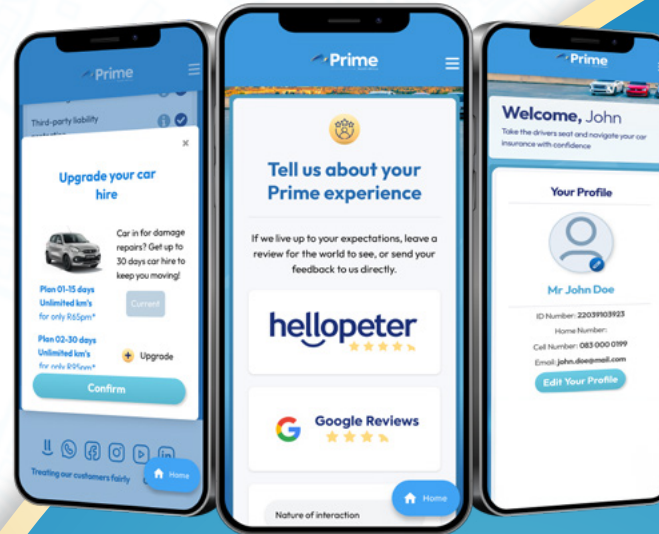 Prime
Third-party liability
Upgrade your car
hire
Car in for damage
repairs? Get up to
30 days car hire to
keep you moving!
Plan 01-15 days
Unlimited km's
for only R65pm*
Current
Plan 02-30 days
Unlimited km's
for only R95pm*
Upgrade
Confirm
Treating our customers fairly
Home
Prime
Tell us about your
Prime experience
If we live up to your expectations, leave a
review for the world to see, or send your
feedback to us directly.
hellopeter
Google Reviews
Nature of interaction
Home
Prime
Welcome, John
Take the drivers seat and navigate your car
insurance with confidence
Your Profile
Mr John Doe
ID Number: 22039103923
Home Number:
Cell Number: 083 000 0199
Email: john.doe@mail.com
Edit Your Profile